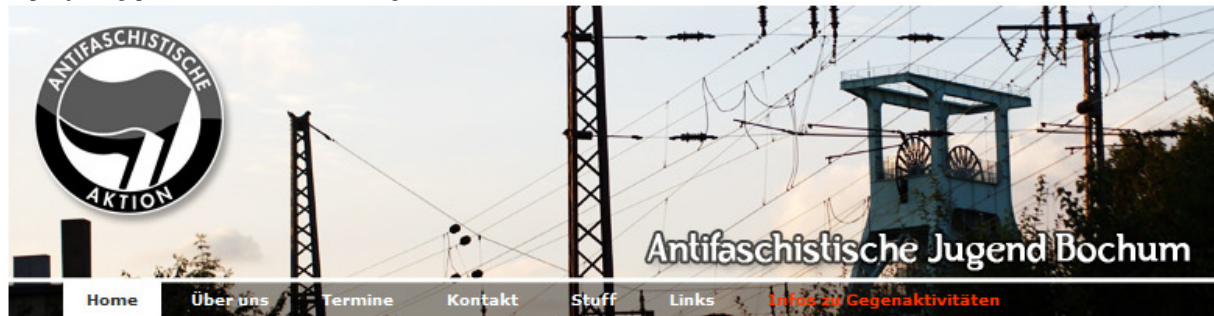 ANTIFASCHISTISCHE
AKTION
Antifaschistische Jugend Bochum
Home Über uns Termine Kontakt Stuff Links Infos zu Gegenaktivitäten